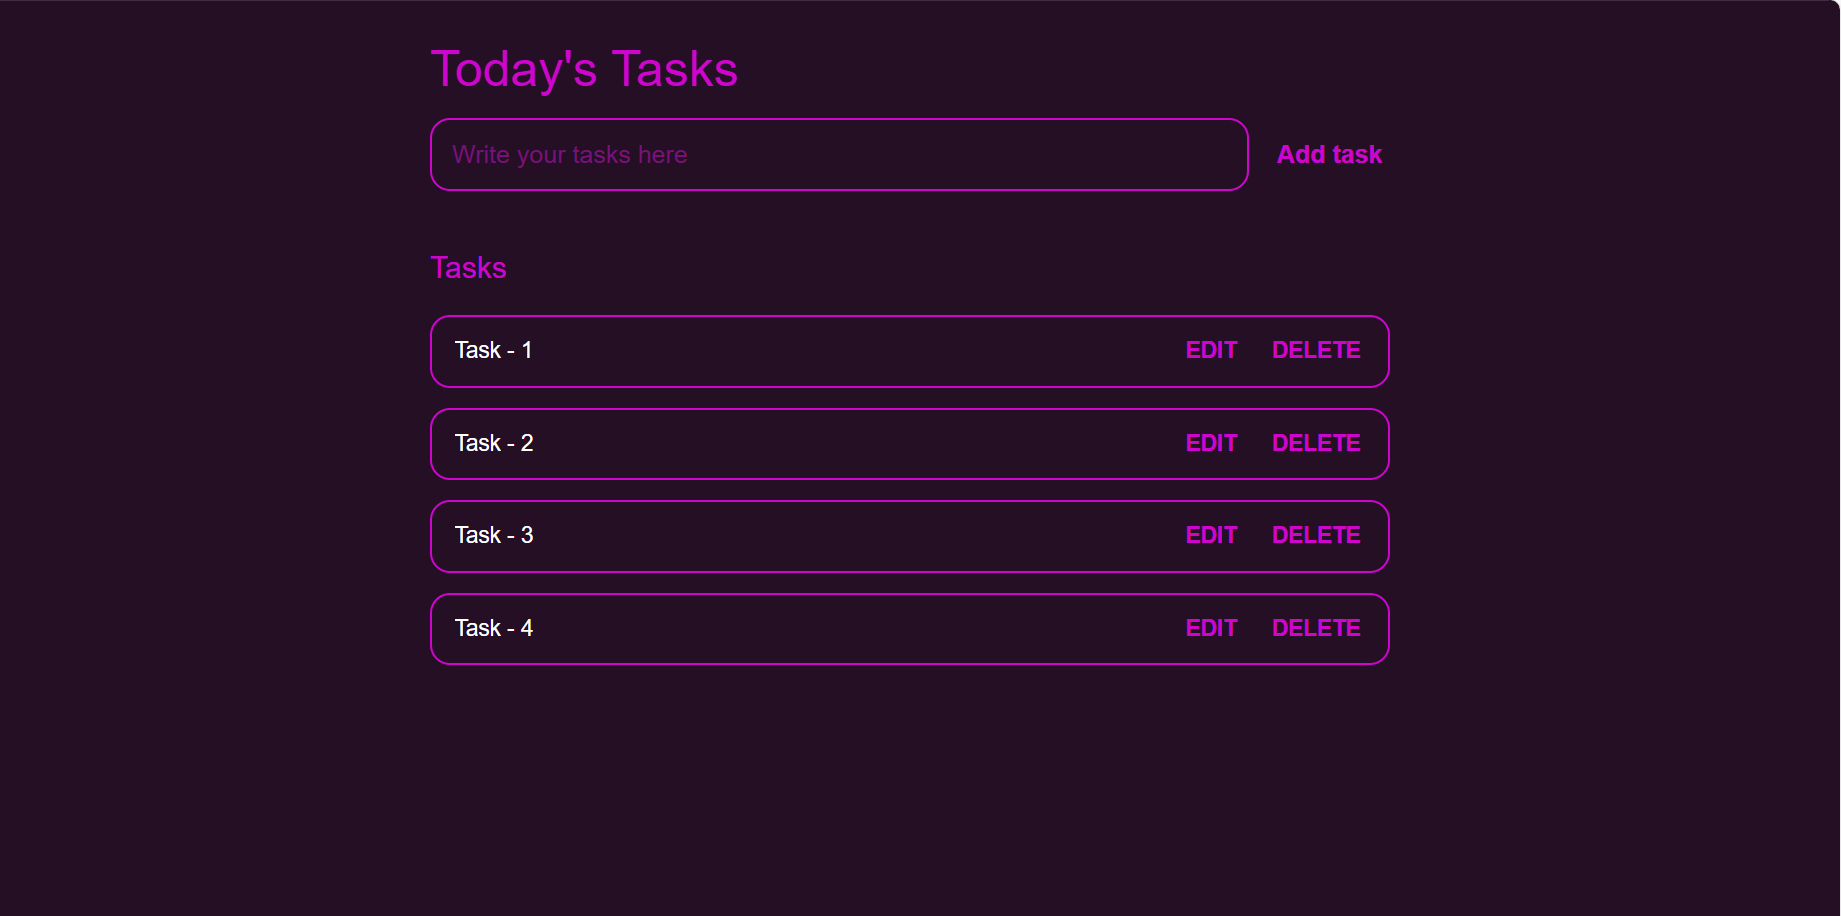 Today's Tasks
Write your tasks here Add task
Tasks
Task - 1 EDIT DELETE
Task - 2 EDIT DELETE
Task - 3 EDIT DELETE
Task - 4 EDIT DELETE